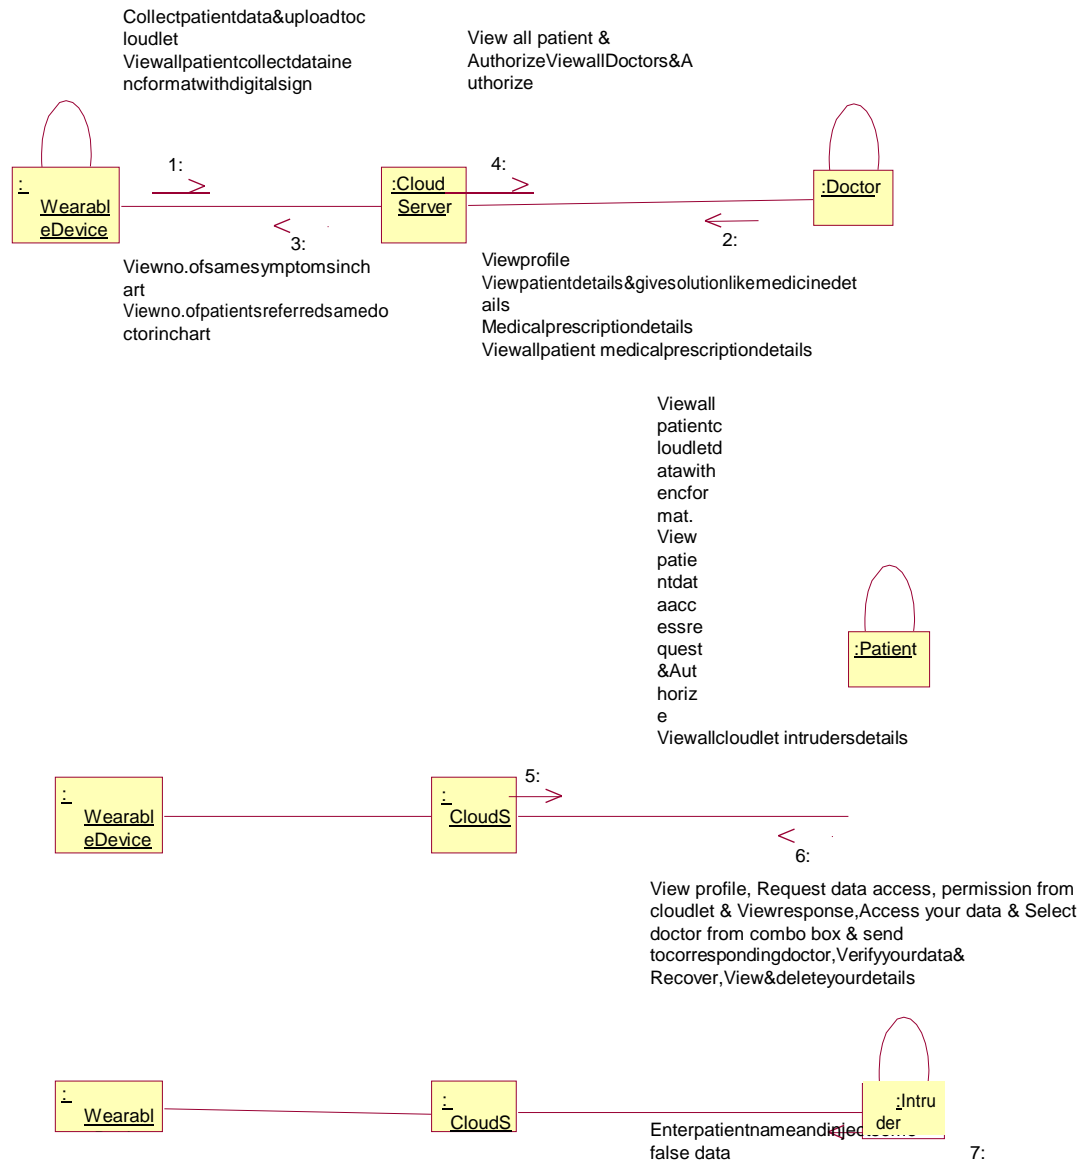 Collectpatientdata&uploadtoc
loudlet
Viewallpatientcollectdataine
ncformatwithdigitalsign
View all patient &
AuthorizeViewallDoctors&A
uthorize
1:
4:
:
Wearabl
eDevice
:Cloud
Server
:Doctor
3:
2:
Viewno.ofsamesymptomsinch
art
Viewno.ofpatientsreferredsamedo
ctorinchart
Viewprofile
Viewpatientdetails&givesolutionlikemedicinedet
ails
Medicalprescriptiondetails
Viewallpatient medicalprescriptiondetails
Viewall
patientc
loudletd
atawith
encfor
mat.
View
patie
ntdat
aacc
essre
quest
&Aut
horiz
e
Viewallcloudlet intrudersdetails
:Patient
:
Wearabl
eDevice
:
CloudS
5:
6:
View profile, Request data access, permission from
cloudlet & Viewresponse,Access your data & Select
doctor from combo box & send
tocorrespondingdoctor,Verifyyourdata&
Recover,View&deleteyourdetails
:
Wearabl
:
CloudS
:Intru
der
Enterpatientnameandinjectsome
false data
7: